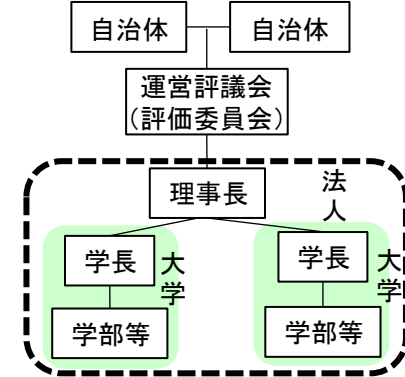 自治体 自治体
運営評議会
（評価委員会）
理事長
法人
学長
大学
学部等
学長
大学
学部等